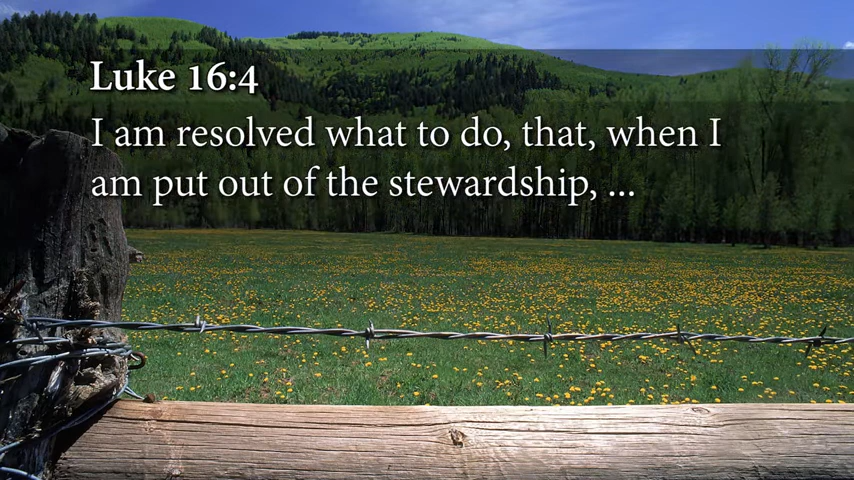 Luke 16:4
I am resolved what to do, that, when I
am put out of the stewardship, ...